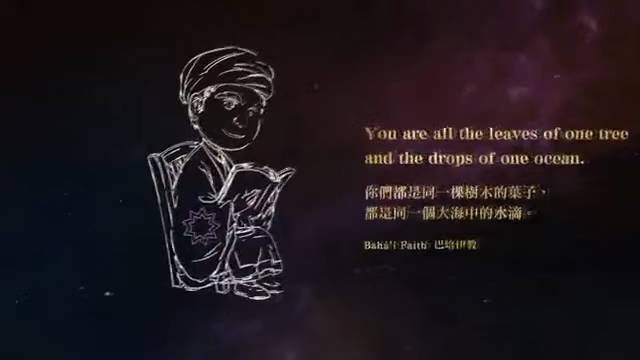 You are all the leaves of one tree
and the drops of one ocean.
你們都是同一棵樹木的葉子，
都是同一個大海中的水滴。
Bahá'í Faith 巴哈伊教